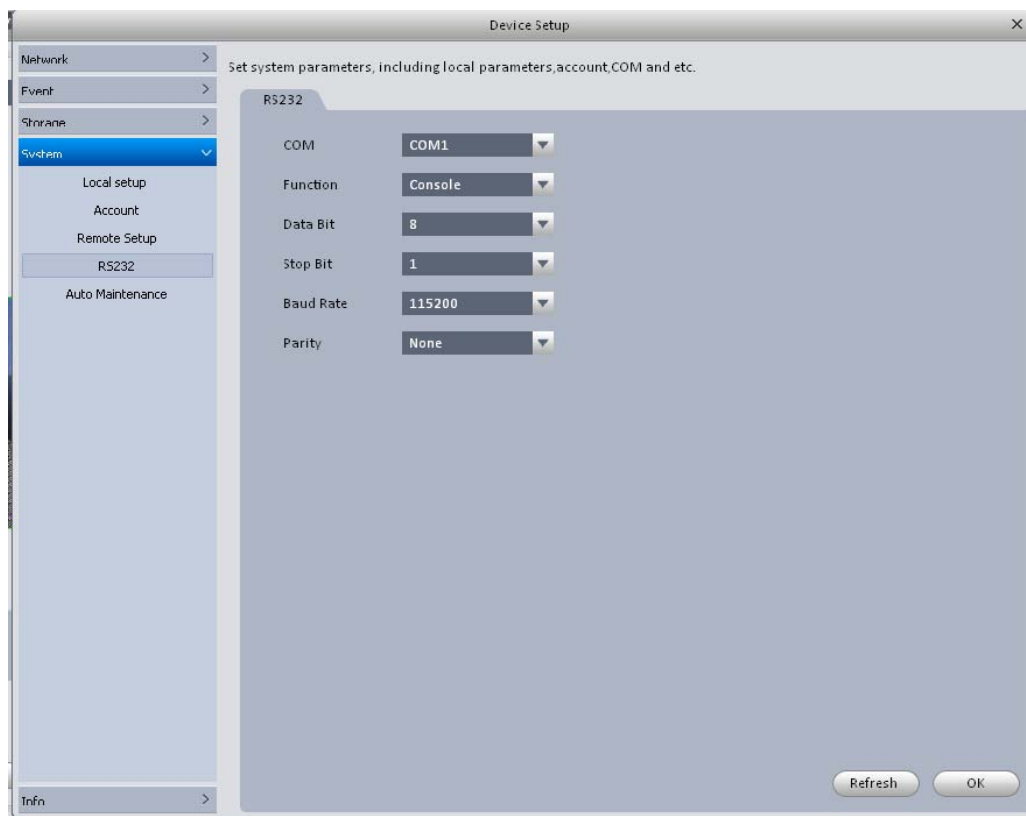 Device Setup
Network
Event
Storage
System
Local setup
Account
Remote Setup
RS232
Auto Maintenance
Info
Set system parameters, including local parameters,account,COM and etc.
RS232
COM COM1
Function Console
Data Bit 8
Stop Bit 1
Baud Rate 115200
Parity None
Refresh OK